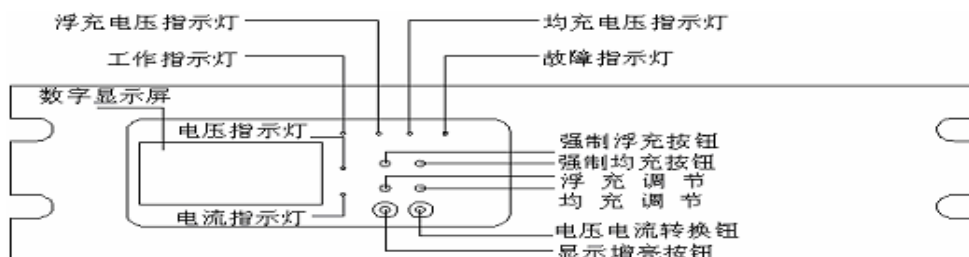 浮充电压指示灯
均充电压指示灯
工作指示灯
故障指示灯
数字显示屏
电压指示灯
强制浮充按钮
强制均充按钮
浮充调节
均充调节
电流指示灯
电压电流转换钮
显示增亮按钮